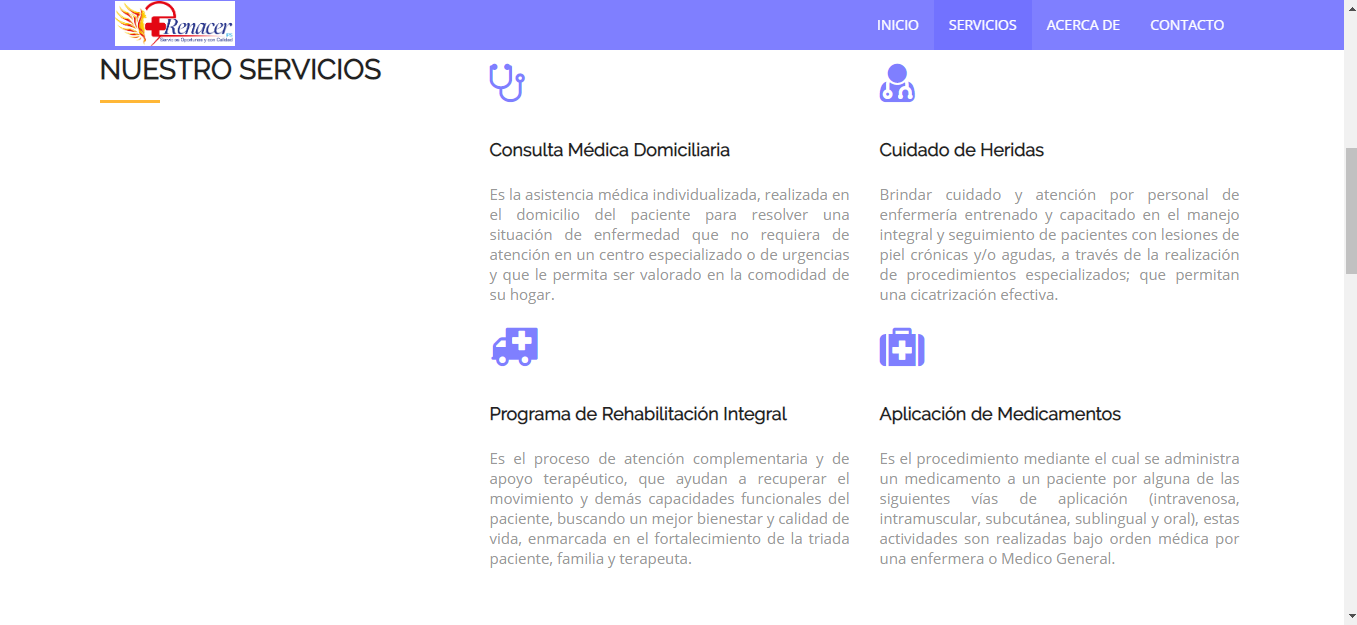 Renacer IPS
Servicios Oportunos y con Calidad
INICIO
SERVICIOS
ACERCA DE
CONTACTO
NUESTRO SERVICIOS
Consulta Médica Domiciliaria
Es la asistencia médica individualizada, realizada en
el domicilio del paciente para resolver una
situación de enfermedad que no requiera de
atención en un centro especializado o de urgencias
y que le permita ser valorado en la comodidad de
su hogar.
Cuidado de Heridas
Brindar cuidado y atención por personal de
enfermería entrenado y capacitado en el manejo
integral y seguimiento de pacientes con lesiones de
piel crónicas y/o agudas, a través de la realización
de procedimientos especializados; que permitan
una cicatrización efectiva.
Programa de Rehabilitación Integral
Es el proceso de atención complementaria y de
apoyo terapéutico, que ayudan a recuperar el
movimiento y demás capacidades funcionales del
paciente, buscando un mejor bienestar y calidad de
vida, enmarcada en el fortalecimiento de la triada
paciente, familia y terapeuta.
Aplicación de Medicamentos
Es el procedimiento mediante el cual se administra
un medicamento a un paciente por alguna de las
siguientes vías de aplicación (intravenosa,
intramuscular, subcutánea, sublingual y oral), estas
actividades son realizadas bajo orden médica por
una enfermera o Medico General.